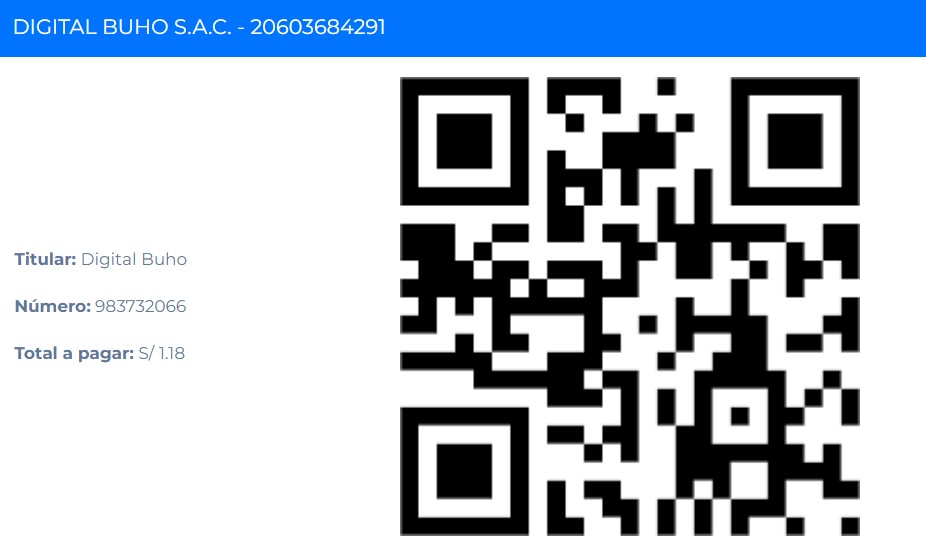 DIGITAL BUHO S.A.C. - 20603684291
Titular: Digital Buho
Número: 983732066
Total a pagar: S/ 1.18